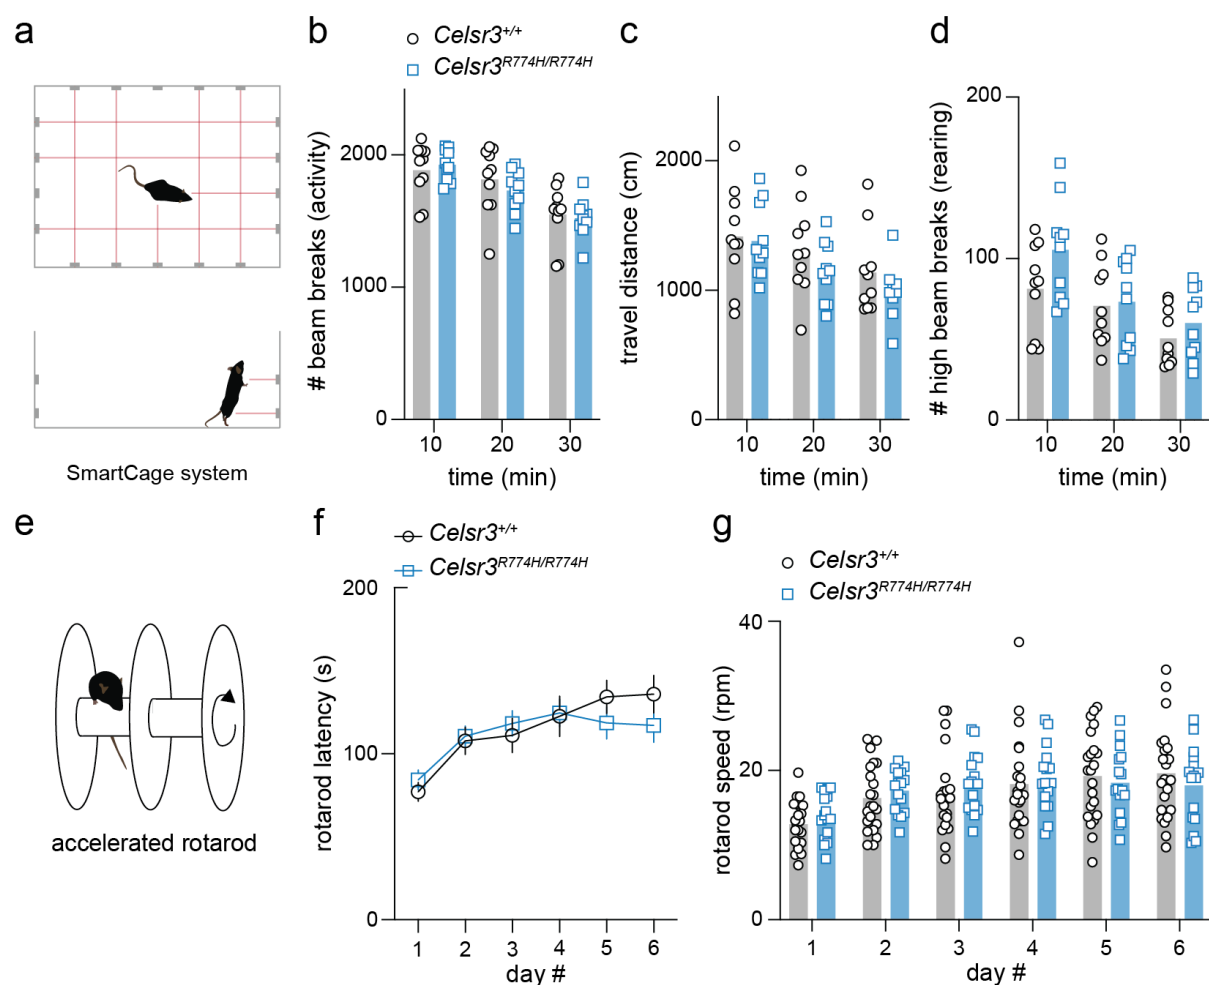 a
SmartCage system
b
Celsr3+/+
Celsr3R774H/R774H
# beam breaks (activity)
2000
1000
0
10 20 30
time (min)
c
travel distance (cm)
2000
1000
0
10 20 30
time (min)
d
# high beam breaks (rearing)
200
100
0
10 20 30
time (min)
e
accelerated rotarod
f
Celsr3+/+
Celsr3R774H/R774H
rotarod latency (s)
200
100
0
1 2 3 4 5 6
day #
g
Celsr3+/+
Celsr3R774H/R774H
rotarod speed (rpm)
40
20
0
1 2 3 4 5 6
day #